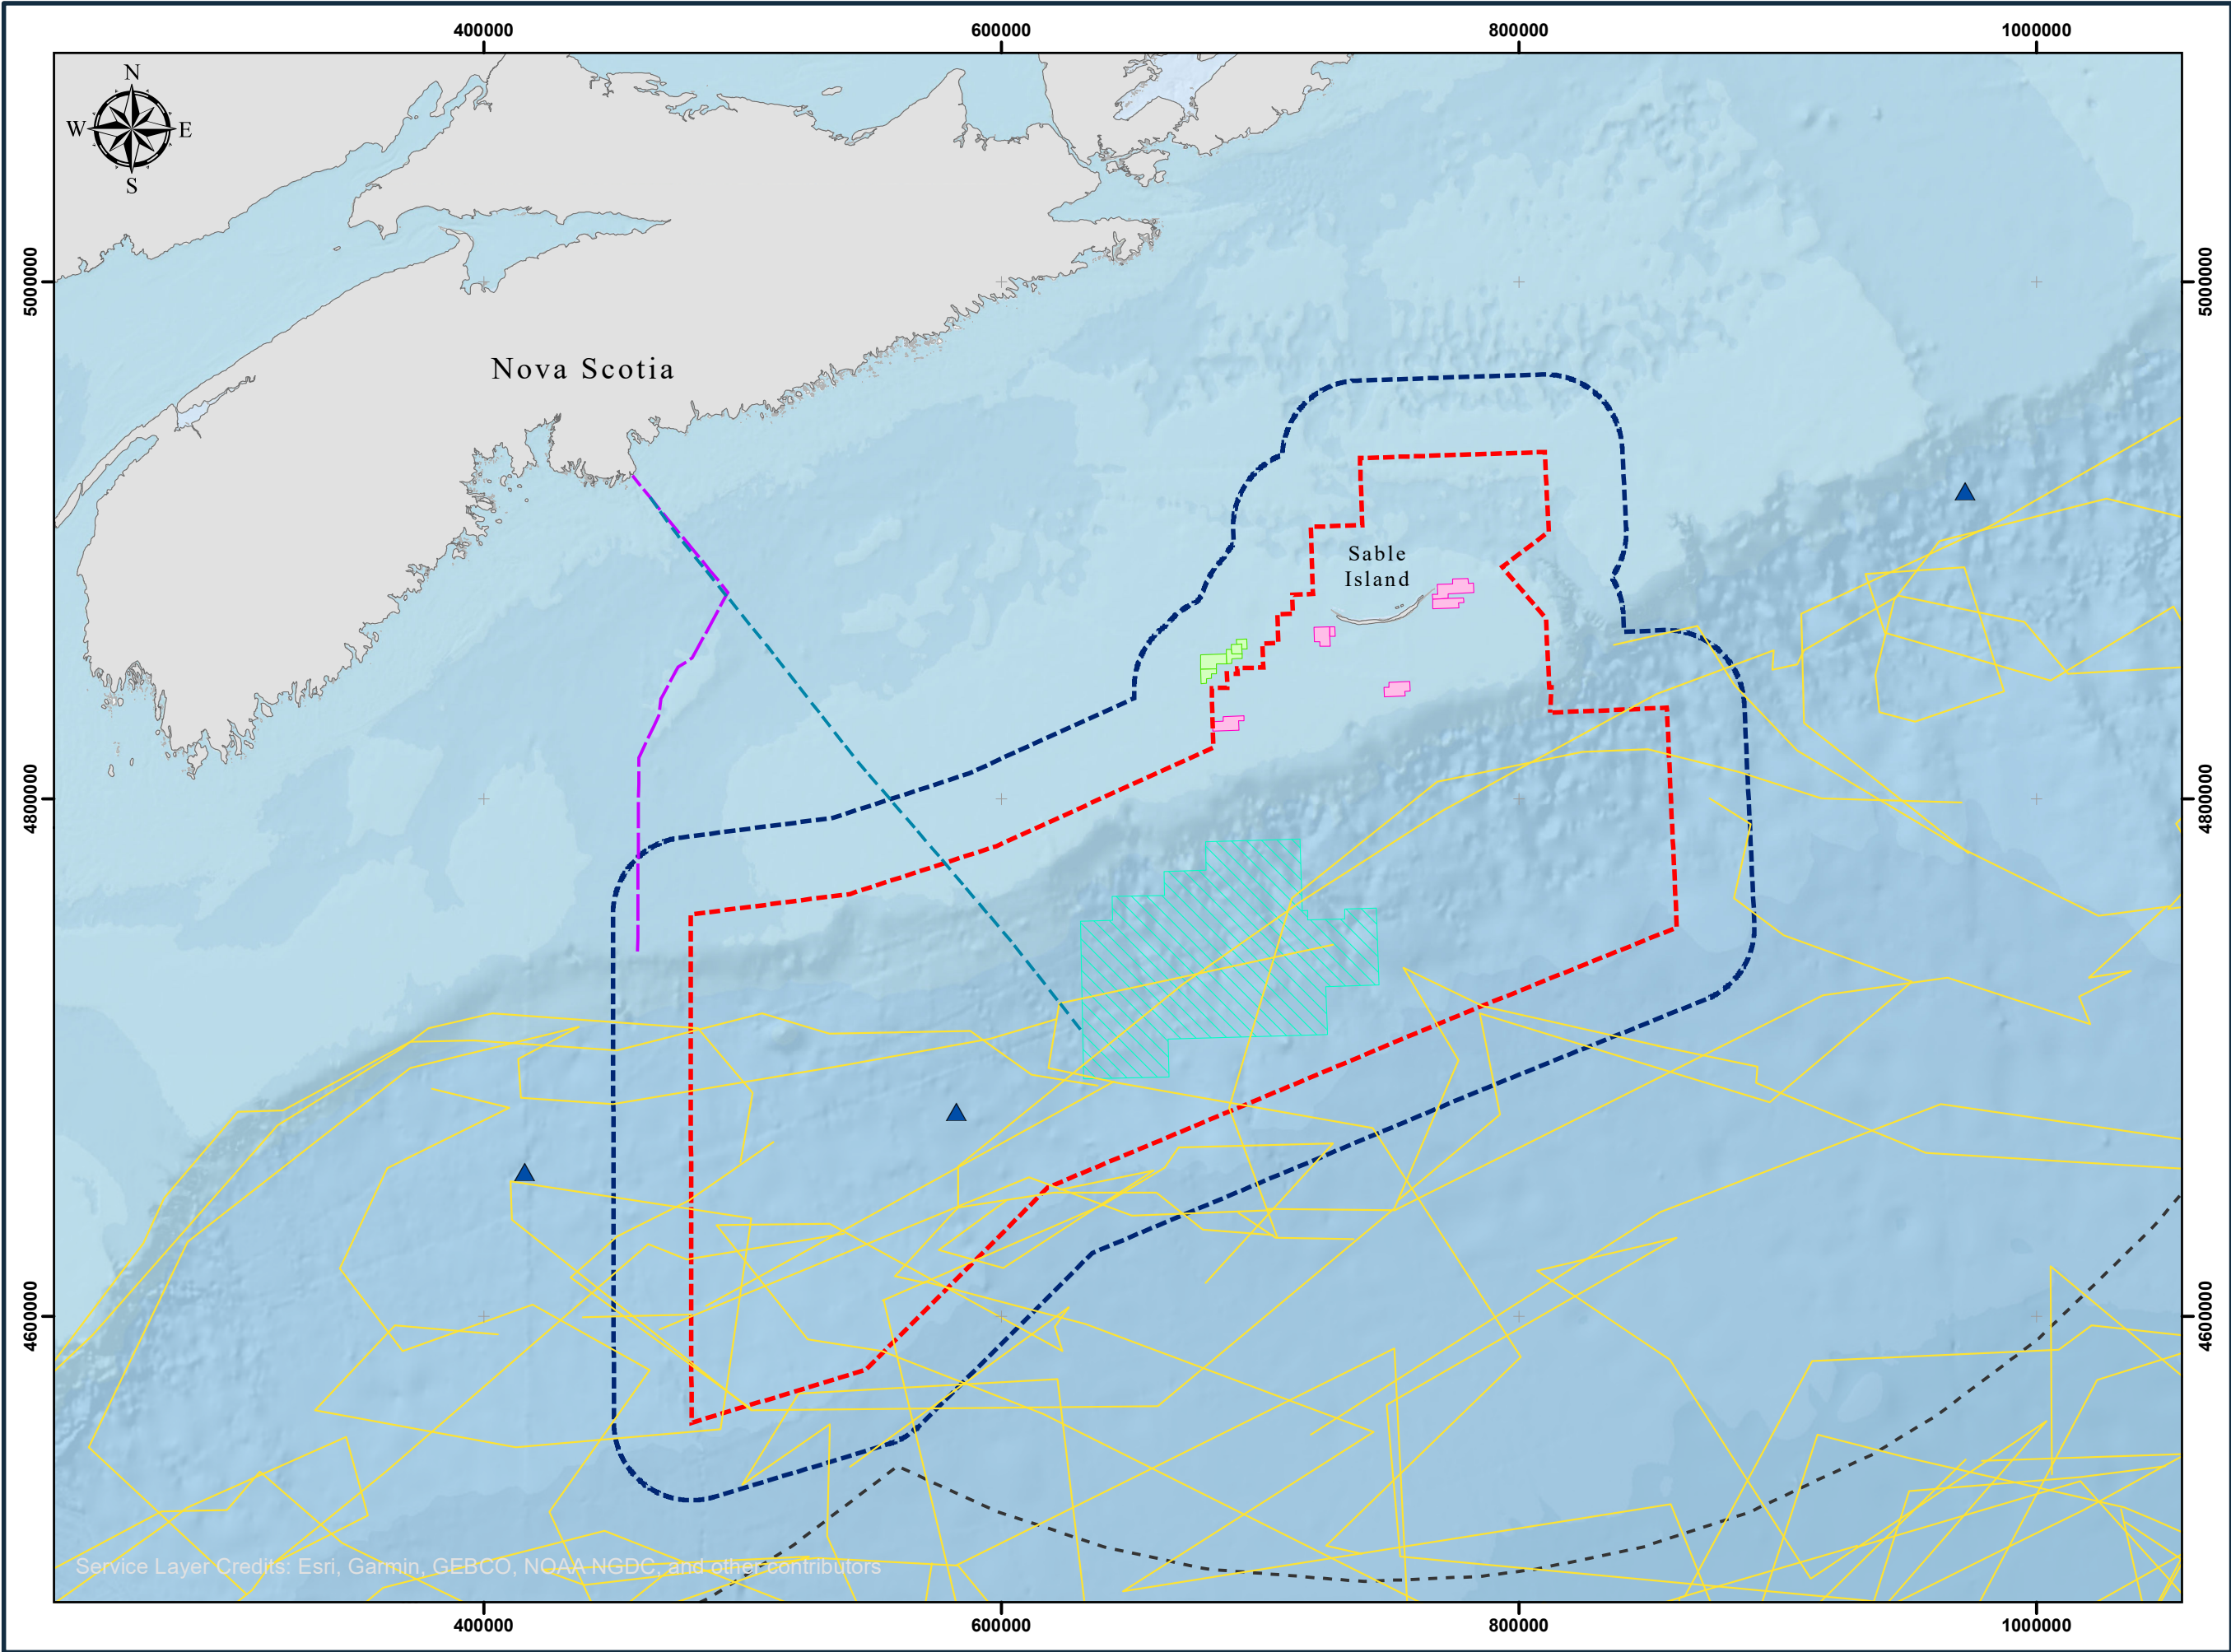 400000 600000 800000 1000000
N
W E
S
5000000 5000000
Nova Scotia
Sable
Island
4800000 4800000
4600000 4600000
Service Layer Credits: Esri, Garmin, GEBCO, NOAA NGDC, and other contributors
400000 600000 800000 1000000